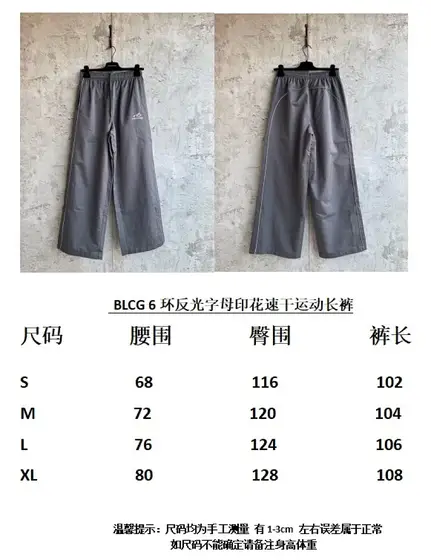 BLCG 6 环反光字母印花速干运动长裤
尺码 腰围 臀围 裤长
S 68 116 102
M 72 120 104
L 76 124 106
XL 80 128 108
温馨提示：尺码均为手工测量 有 1-3cm 左右误差属于正常
如尺码不能确定请备注身高体重